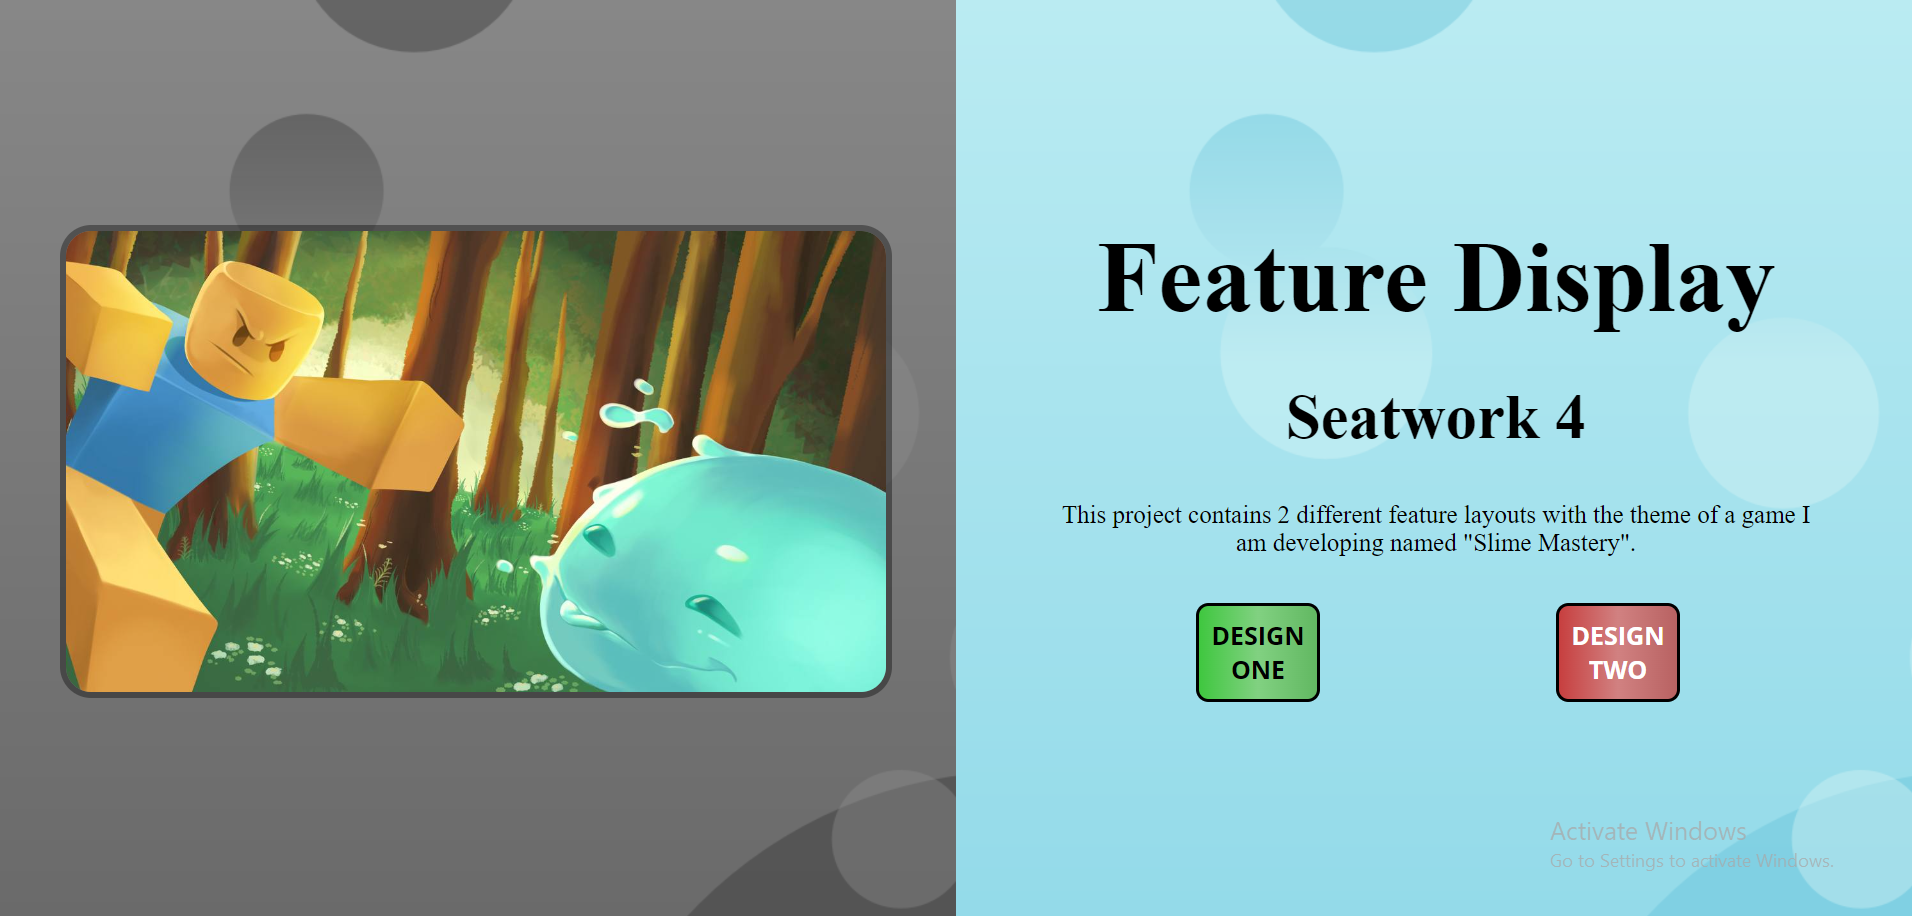 Feature Display
Seatwork 4
This project contains 2 different feature layouts with the theme of a game I
am developing named "Slime Mastery".
DESIGN
ONE
DESIGN
TWO
Activate Windows
Go to Settings to activate Windows.